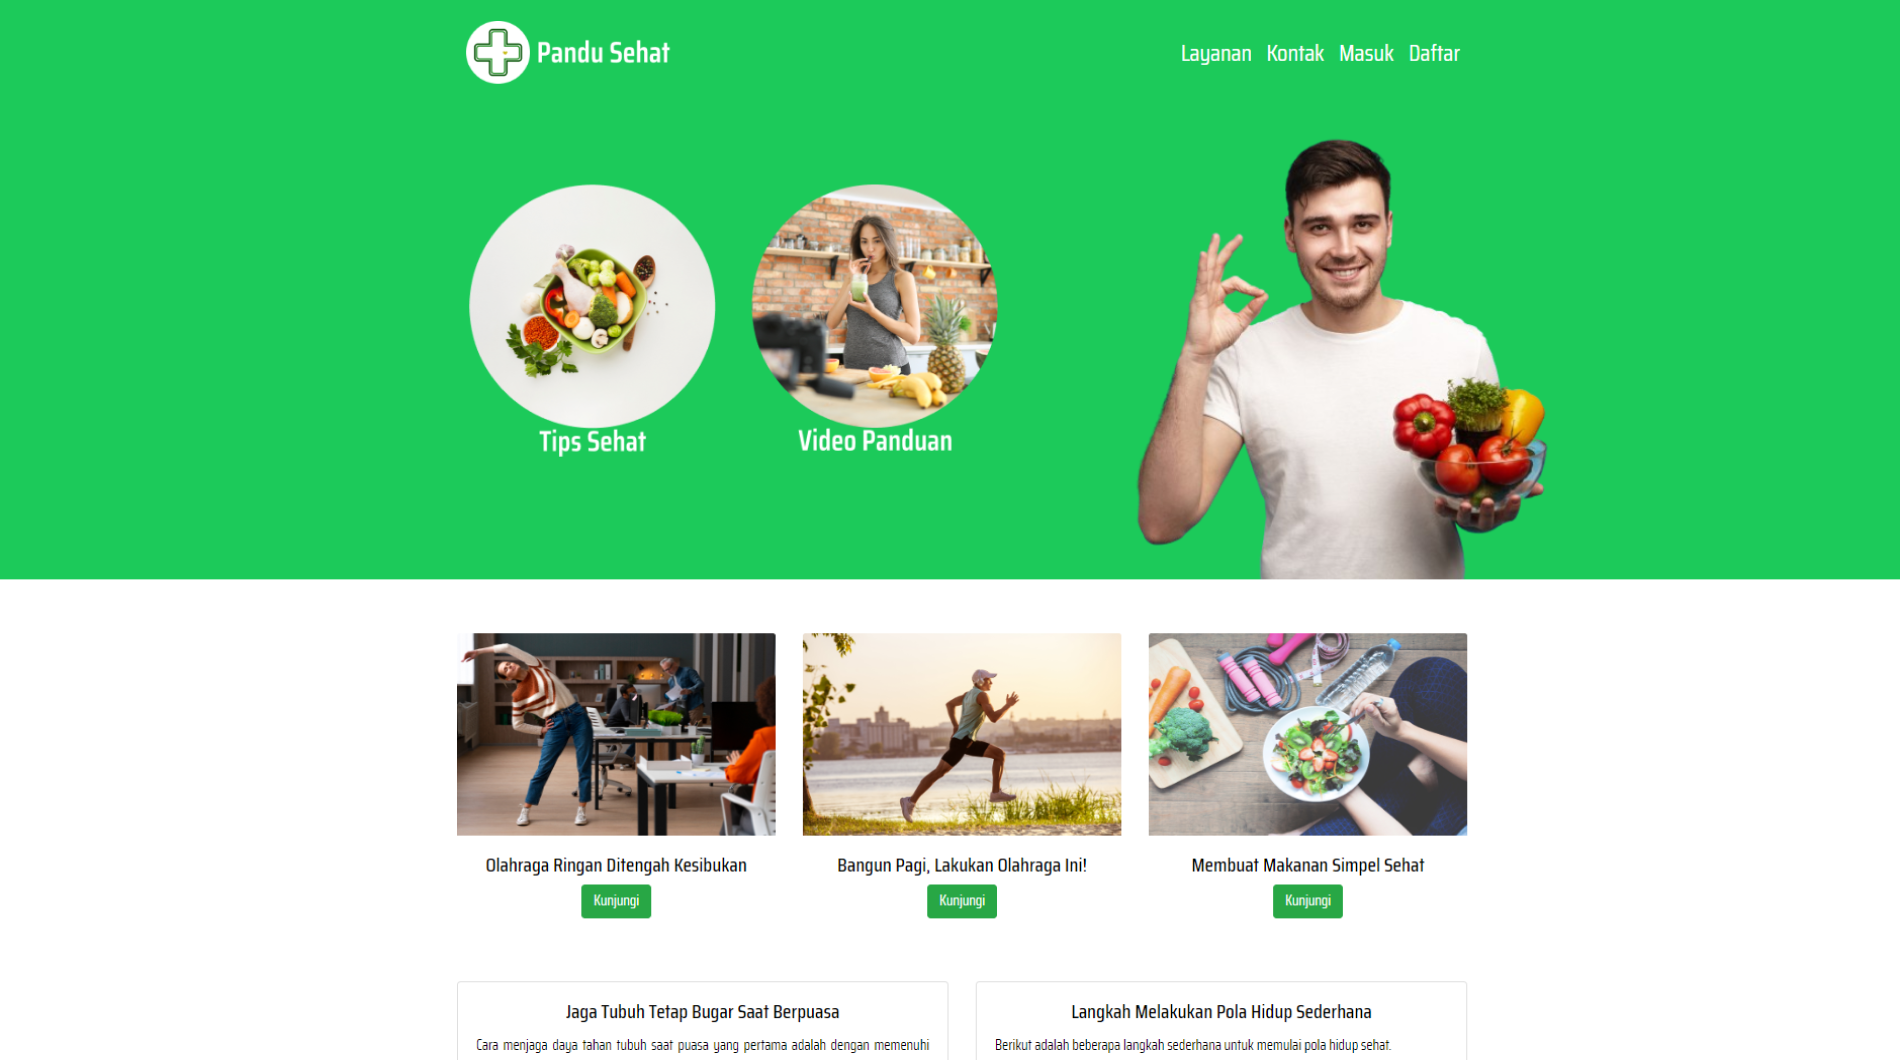 Pandu Sehat
Layanan Kontak Masuk Daftar
Tips Sehat
Video Panduan
Olahraga Ringan Ditengah Kesibukan
Kunjungi
Bangun Pagi, Lakukan Olahraga Ini!
Kunjungi
Membuat Makanan Simpel Sehat
Kunjungi
Jaga Tubuh Tetap Bugar Saat Berpuasa
Cara menjaga daya tahan tubuh saat puasa yang pertama adalah dengan memenuhi
Langkah Melakukan Pola Hidup Sederhana
Berikut adalah beberapa langkah sederhana untuk memulai pola hidup sehat.